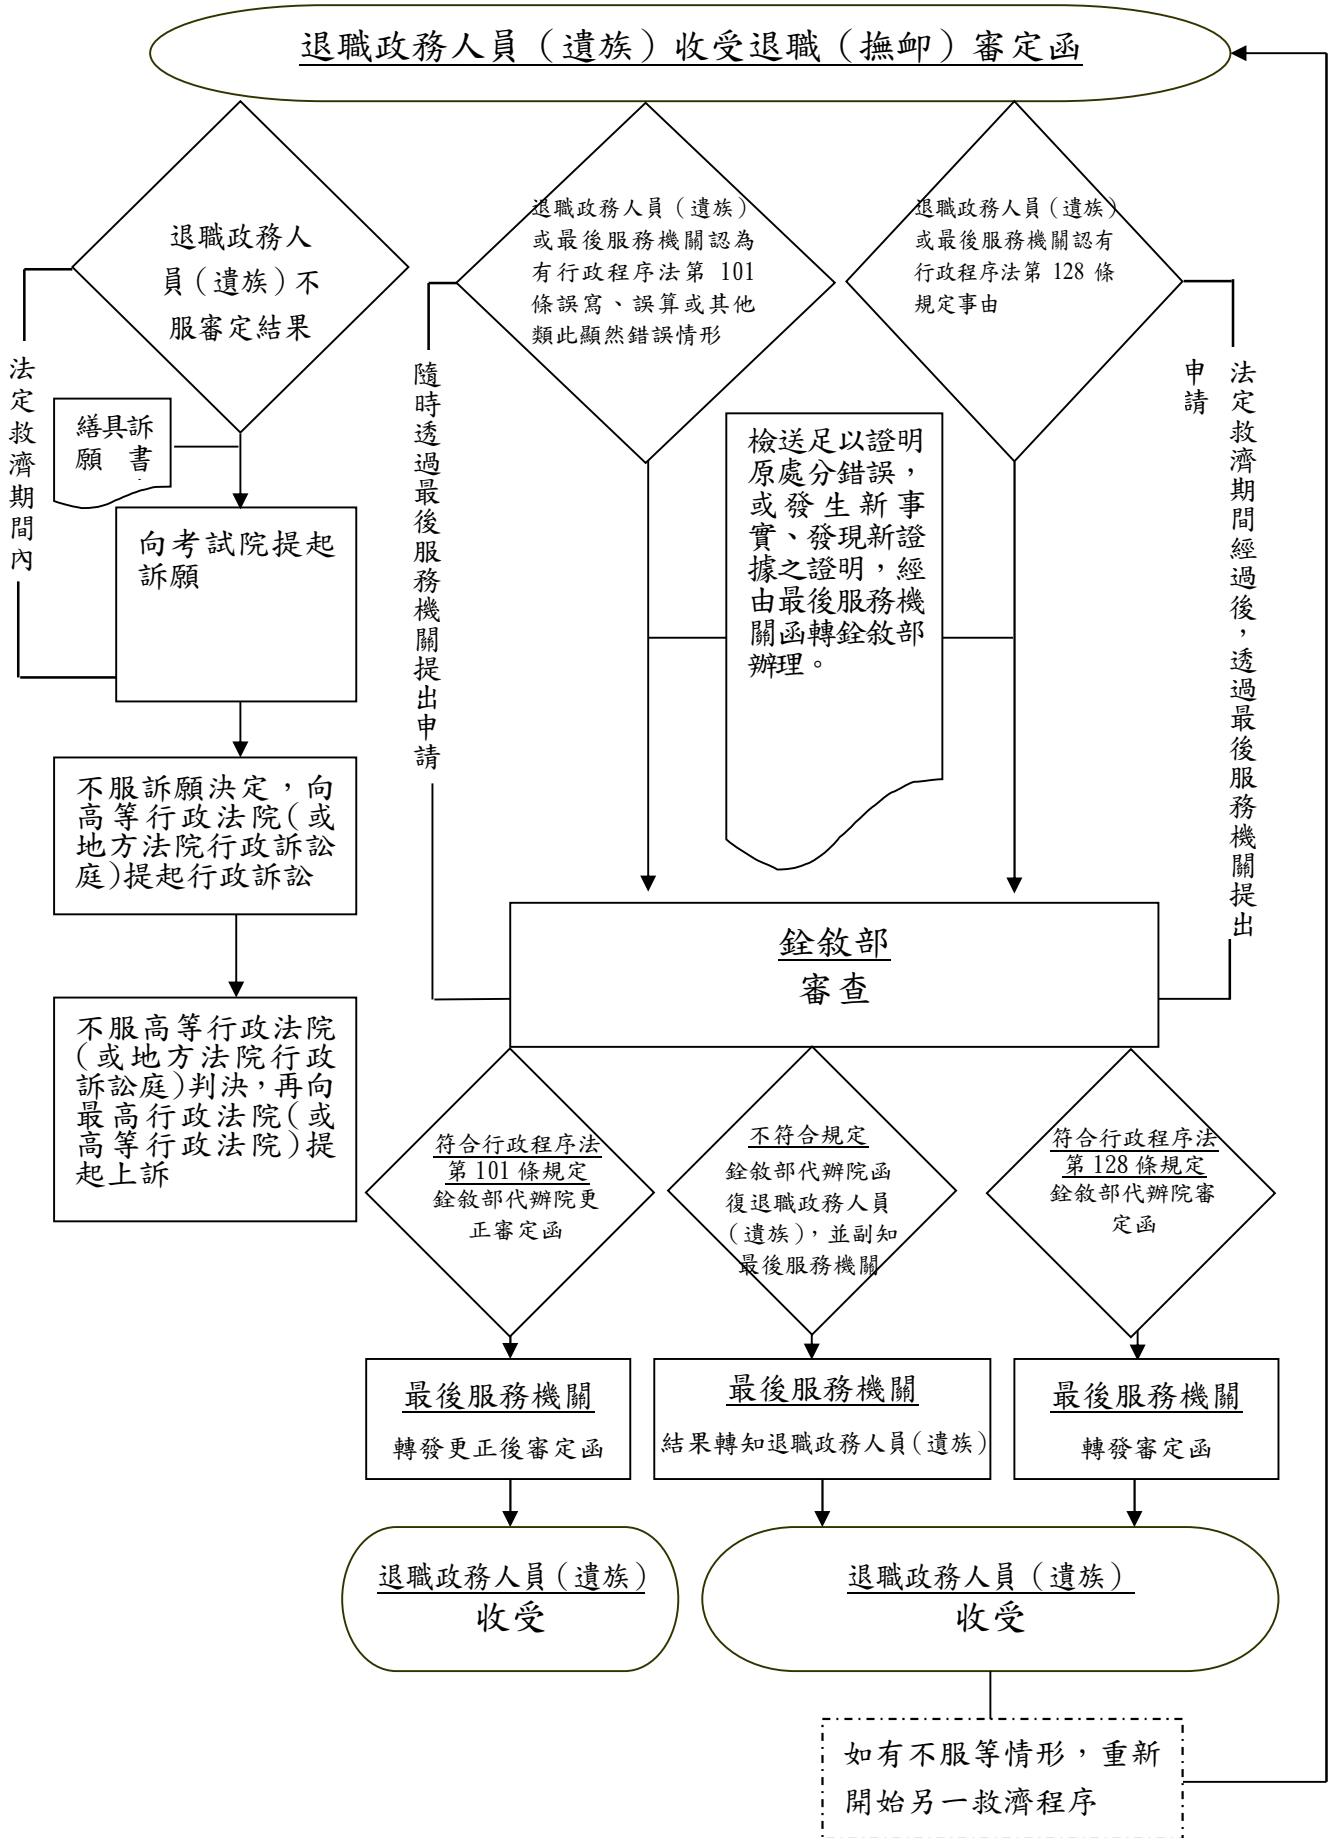 退職政務人員（遺族）收受退職（撫卹）審定函
退職政務人
員（遺族）不
服審定結果
法定救濟期間內
繕具訴
願　書
向考試院提起
訴願
不服訴願決定，向
高等行政法院(或
地方法院行政訴訟
庭)提起行政訴訟
不服高等行政法院
(或地方法院行政
訴訟庭)判決，再向
最高行政法院(或
高等行政法院)提
起上訴
退職政務人員（遺族）
或最後服務機關認為
有行政程序法第 101
條誤寫、誤算或其他
類此顯然錯誤情形
隨時透過最後服務機關提出申請
退職政務人員（遺族）
或最後服務機關認有
行政程序法第 128 條
規定事由
法定救濟期間經過後，透過最後服務機關提出
申請
檢送足以證明
原處分錯誤，
或發生新事
實、發現新證
據之證明，經
由最後服務機
關函轉銓敘部
辦理。
銓敘部
審查
符合行政程序法
第 101 條規定
銓敘部代辦院更
正審定函
不符合規定
銓敘部代辦院函
復退職政務人員
（遺族），並副知
最後服務機關
符合行政程序法
第 128 條規定
銓敘部代辦院審
定函
最後服務機關
轉發更正後審定函
最後服務機關
結果轉知退職政務人員（遺族）
最後服務機關
轉發審定函
退職政務人員（遺族）
收受
退職政務人員（遺族）
收受
如有不服等情形，重新
開始另一救濟程序